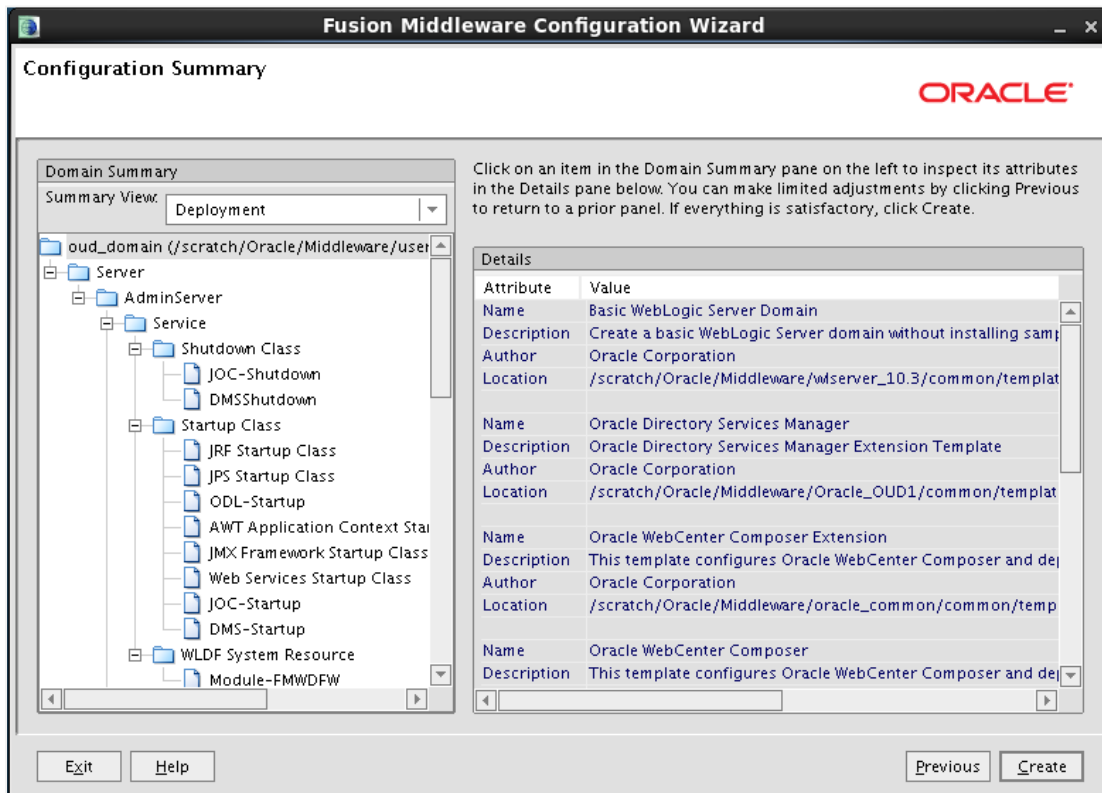 Fusion Middleware Configuration Wizard
Configuration Summary
ORACLE
Domain Summary
Summary View:
Deployment
oud_domain (/scratch/Oracle/Middleware/user
Server
AdminServer
Service
Shutdown Class
JOC-Shutdown
DMSShutdown
Startup Class
JRF Startup Class
JPS Startup Class
ODL-Startup
AWT Application Context Star
JMX Framework Startup Class
Web Services Startup Class
JOC-Startup
DMS-Startup
WLDF System Resource
Module-FMWDFW
Click on an item in the Domain Summary pane on the left to inspect its attributes
in the Details pane below. You can make limited adjustments by clicking Previous
to return to a prior panel. If everything is satisfactory, click Create.
Details
Attribute Value
Name Basic WebLogic Server Domain
Description Create a basic WebLogic Server domain without installing samp
Author Oracle Corporation
Location /scratch/Oracle/Middleware/wlserver_10.3/common/templat
Name Oracle Directory Services Manager
Description Oracle Directory Services Manager Extension Template
Author Oracle Corporation
Location /scratch/Oracle/Middleware/Oracle_OUD1/common/templat
Name Oracle WebCenter Composer Extension
Description This template configures Oracle WebCenter Composer and dep
Author Oracle Corporation
Location /scratch/Oracle/Middleware/oracle_common/common/temp
Name Oracle WebCenter Composer
Description This template configures Oracle WebCenter Composer and dep
Exit Help Previous Create